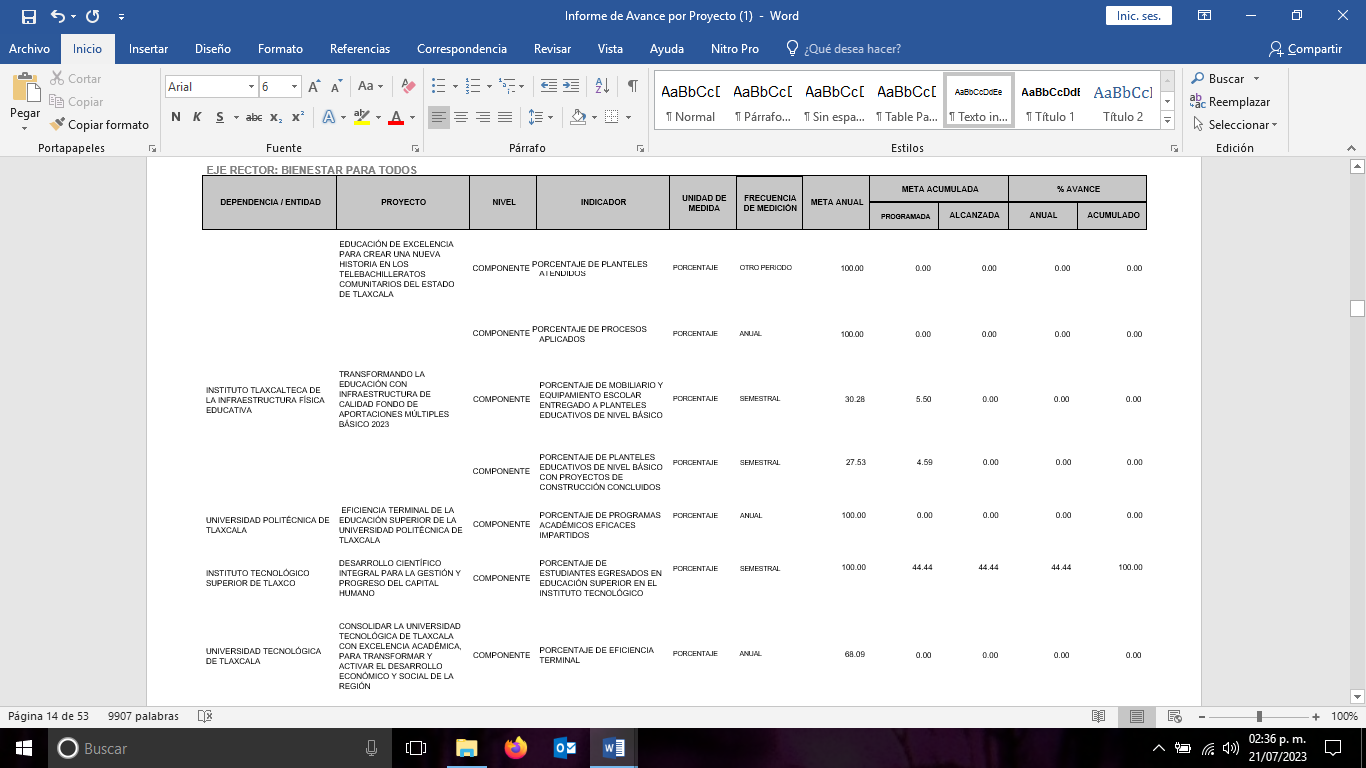 Informe de Avance por Proyecto (1) - Word
Inic. ses.
Archivo Inicio Insertar Diseño Formato Referencias Correspondencia Revisar Vista Ayuda Nitro Pro ¿Qué desea hacer? Compartir
Pegar
Cortar
Copiar
Copiar formato
Portapapeles
Arial 6
N K S abc x₂ x²
Fuente
Párrafo
AaBbCcI AaBbCcI AaBbCcI AaBbCcI AaBbCcDdEe AaBbCcDdE AaBbCcI
¶ Normal ¶ Párrafo... ¶ Sin espa... ¶ Table Pa... ¶ Texto in... ¶ Título 1 Título 2
Estilos
Buscar
Reemplazar
Seleccionar
Edición
EJE RECTOR: BIENESTAR PARA TODOS
DEPENDENCIA / ENTIDAD PROYECTO NIVEL INDICADOR UNIDAD DE MEDIDA FRECUENCIA DE MEDICIÓN META ANUAL META ACUMULADA % AVANCE
PROGRAMADA ALCANZADA ANUAL ACUMULADO
EDUCACIÓN DE EXCELENCIA
PARA CREAR UNA NUEVA
HISTORIA EN LOS
TELEBACHILLERATOS
COMUNITARIOS DEL ESTADO
DE TLAXCALA
COMPONENTE PORCENTAJE DE PLANTELES
ATENDIDOS
PORCENTAJE OTRO PERIODO 100.00 0.00 0.00 0.00 0.00
COMPONENTE PORCENTAJE DE PROCESOS
APLICADOS
PORCENTAJE ANUAL 100.00 0.00 0.00 0.00 0.00
INSTITUTO TLAXCALTECA DE
LA INFRAESTRUCTURA FÍSICA
EDUCATIVA
TRANSFORMANDO LA
EDUCACIÓN CON
INFRAESTRUCTURA DE
CALIDAD FONDO DE
APORTACIONES MÚLTIPLES
BÁSICO 2023
COMPONENTE
PORCENTAJE DE MOBILIARIO Y
EQUIPAMIENTO ESCOLAR
ENTREGADO A PLANTELES
EDUCATIVOS DE NIVEL BÁSICO
PORCENTAJE SEMESTRAL 30.28 5.50 0.00 0.00 0.00
COMPONENTE
PORCENTAJE DE PLANTELES
EDUCATIVOS DE NIVEL BÁSICO
CON PROYECTOS DE
CONSTRUCCIÓN CONCLUIDOS
PORCENTAJE SEMESTRAL 27.53 4.59 0.00 0.00 0.00
UNIVERSIDAD POLITÉCNICA DE
TLAXCALA
EFICIENCIA TERMINAL DE LA
EDUCACIÓN SUPERIOR DE LA
UNIVERSIDAD POLITÉCNICA DE
TLAXCALA
COMPONENTE
PORCENTAJE DE PROGRAMAS
ACADÉMICOS EFICACES
IMPARTIDOS
PORCENTAJE ANUAL 100.00 0.00 0.00 0.00 0.00
INSTITUTO TECNOLÓGICO
SUPERIOR DE TLAXCO
DESARROLLO CIENTÍFICO
INTEGRAL PARA LA GESTIÓN Y
PROGRESO DEL CAPITAL
HUMANO
COMPONENTE
PORCENTAJE DE
ESTUDIANTES EGRESADOS EN
EDUCACIÓN SUPERIOR EN EL
INSTITUTO TECNOLÓGICO
PORCENTAJE SEMESTRAL 100.00 44.44 44.44 44.44 100.00
UNIVERSIDAD TECNOLÓGICA
DE TLAXCALA
CONSOLIDAR LA UNIVERSIDAD
TECNOLÓGICA DE TLAXCALA
CON EXCELENCIA ACADÉMICA,
PARA TRANSFORMAR Y
ACTIVAR EL DESARROLLO
ECONÓMICO Y SOCIAL DE LA
REGIÓN
COMPONENTE
PORCENTAJE DE EFICIENCIA
TERMINAL
PORCENTAJE ANUAL 68.09 0.00 0.00 0.00 0.00
Página 14 de 53 9907 palabras 100%
Buscar
02:36 p. m.
21/07/2023